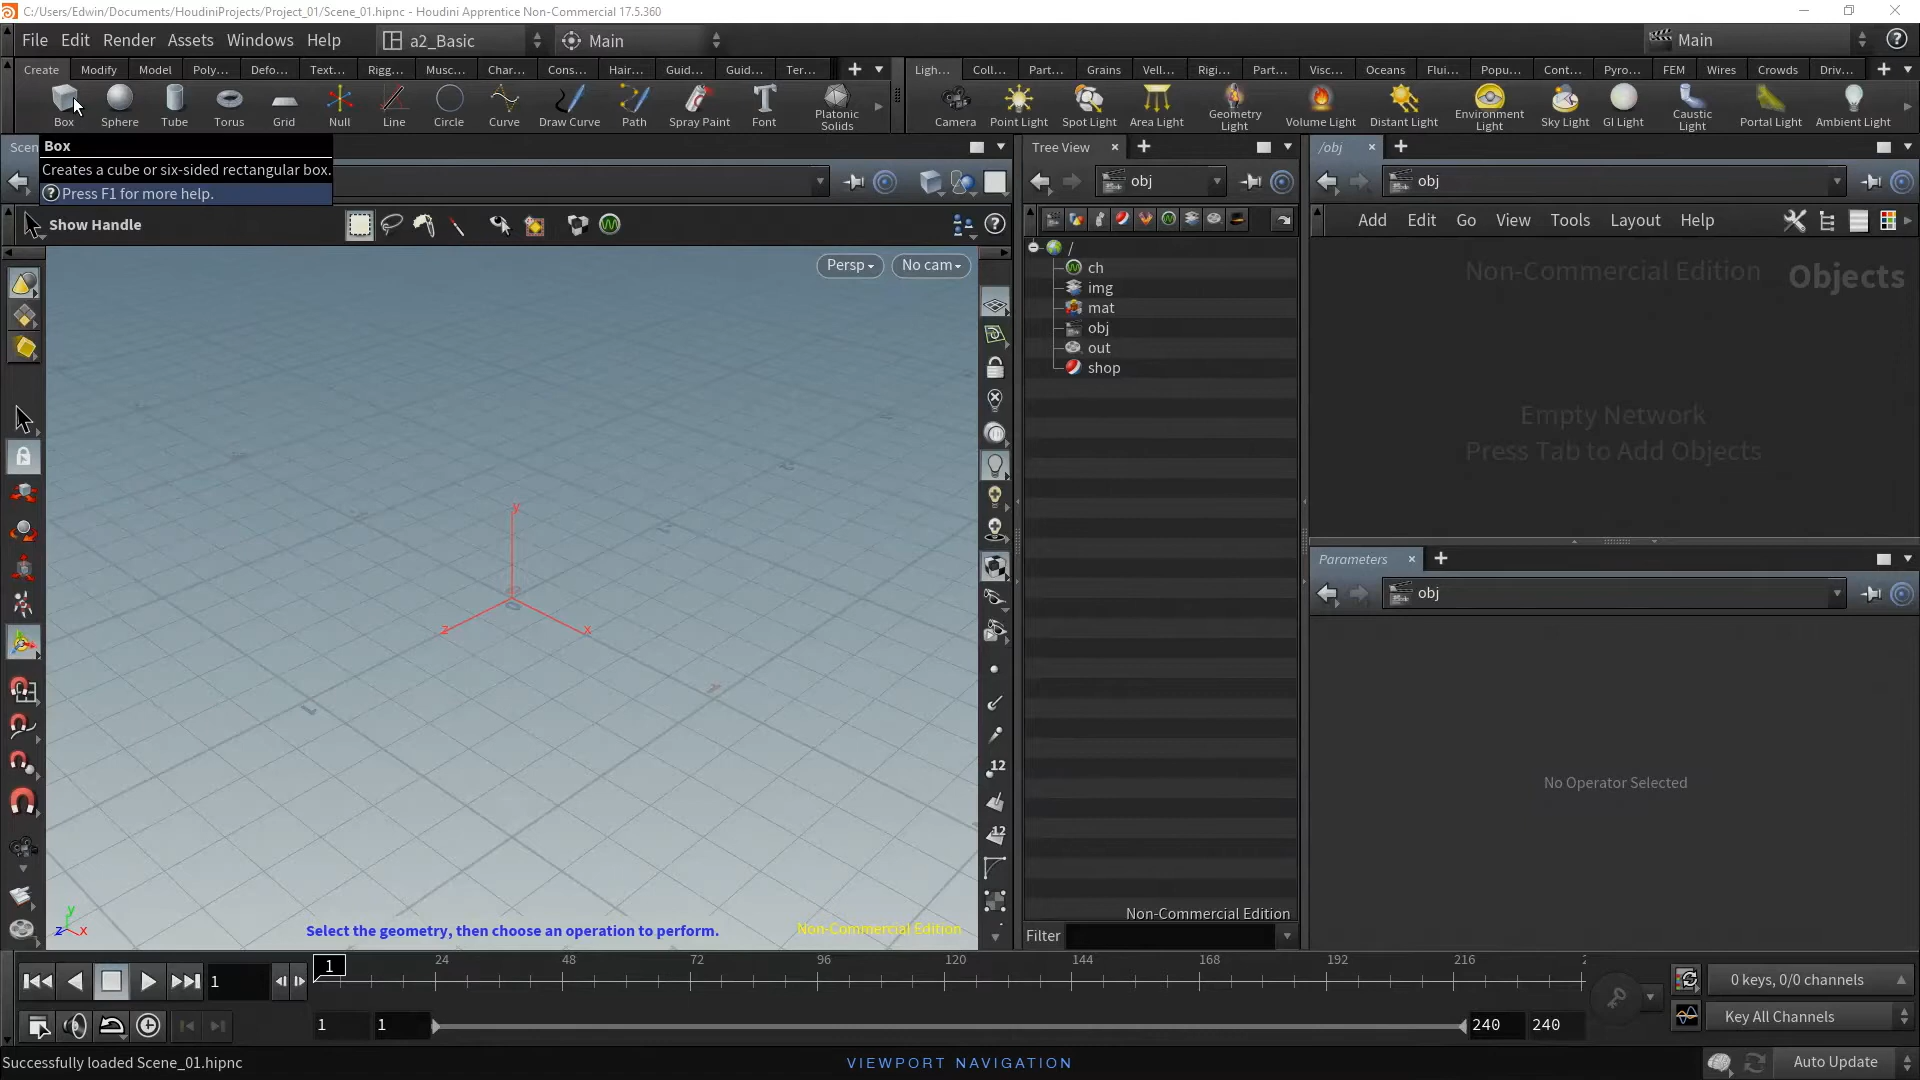 C:/Users/Edwin/Documents/HoudiniProjects/Project_01/Scene_01.hipnc - Houdini Apprentice Non-Commercial 17.5.360
File Edit Render Assets Windows Help a2_Basic Main Main
Create Modify Model Poly... Defo... Text... Rigg... Musc... Char... Cons... Hair... Guid... Guid... Ter... Ligh... Coll... Part... Grains Vell... Rigi... Part... Visc... Oceans Flui... Popu... Cont... Pyro... FEM Wires Crowds Driv...
Box Sphere Tube Torus Grid Null Line Circle Curve Draw Curve Path Spray Paint Font Platonic Solids Camera Point Light Spot Light Area Light Geometry Light Volume Light Distant Light Environment Light Sky Light GI Light Caustic Light Portal Light Ambient Light
Scen
Box
Creates a cube or six-sided rectangular box.
Press F1 for more help.
Show Handle
Persp No cam
y
z
x
0
y
z x
12
12
Select the geometry, then choose an operation to perform.
Non-Commercial Edition
Tree View
obj
/
ch
img
mat
obj
out
shop
Non-Commercial Edition
Filter
/obj
obj
Add Edit Go View Tools Layout Help
Non-Commercial Edition
Objects
Empty Network
Press Tab to Add Objects
Parameters
obj
No Operator Selected
1 1 24 48 72 96 120 144 168 192 216 2
0 keys, 0/0 channels
1 1 240 240
Key All Channels
Successfully loaded Scene_01.hipnc
VIEWPORT NAVIGATION
Auto Update